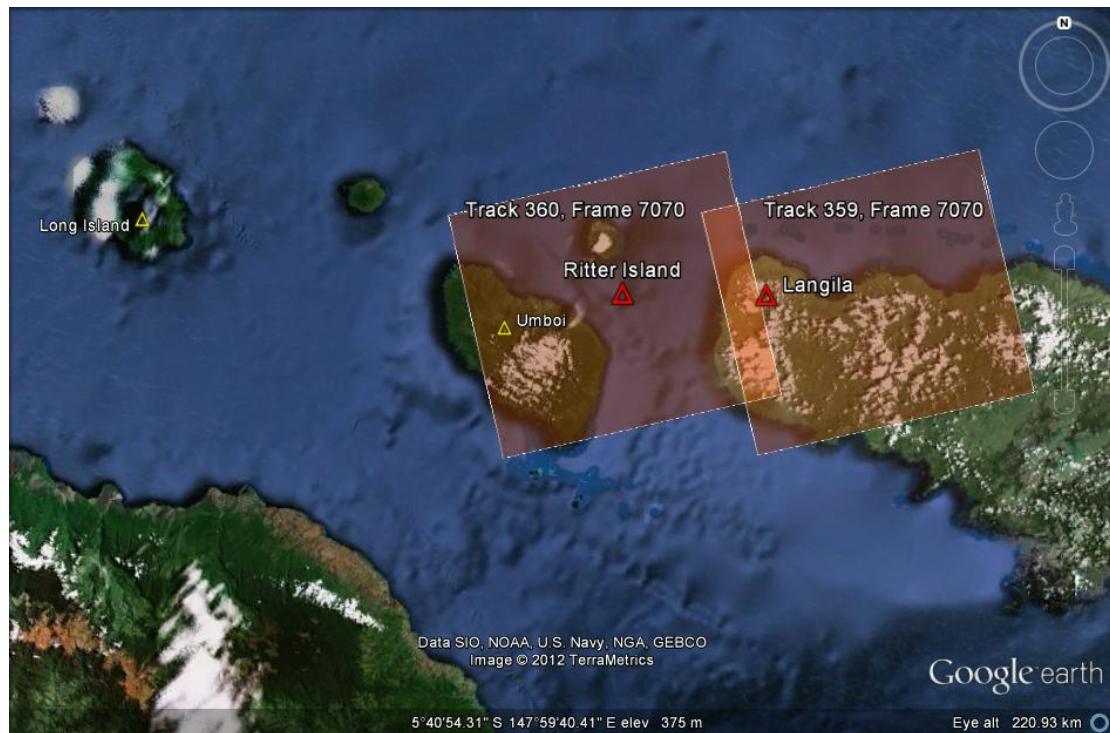 N
Track 360, Frame 7070
Track 359, Frame 7070
Long Island
Ritter Island
Langila
Umboi
Data SIO, NOAA, U.S. Navy, NGA, GEBCO
Image © 2012 TerraMetrics
Google earth
5°40'54.31" S 147°59'40.41" E elev 375 m
Eye alt 220.93 km